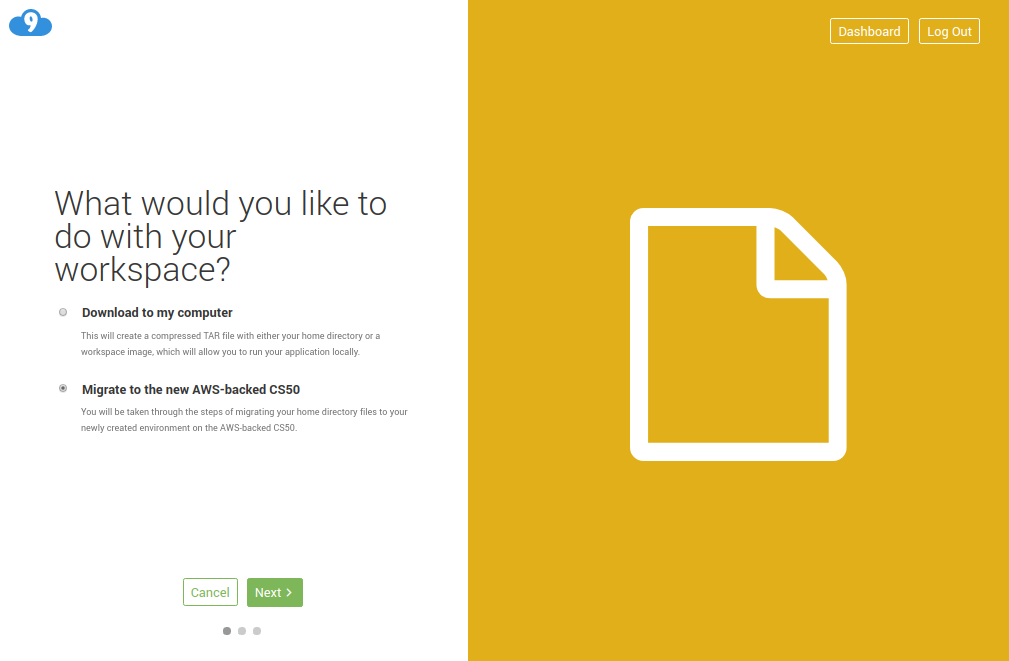 9
Dashboard
Log Out
What would you like to
do with your
workspace?
Download to my computer
This will create a compressed TAR file with either your home directory or a
workspace image, which will allow you to run your application locally.
Migrate to the new AWS-backed CS50
You will be taken through the steps of migrating your home directory files to your
newly created environment on the AWS-backed CS50.
Cancel
Next >